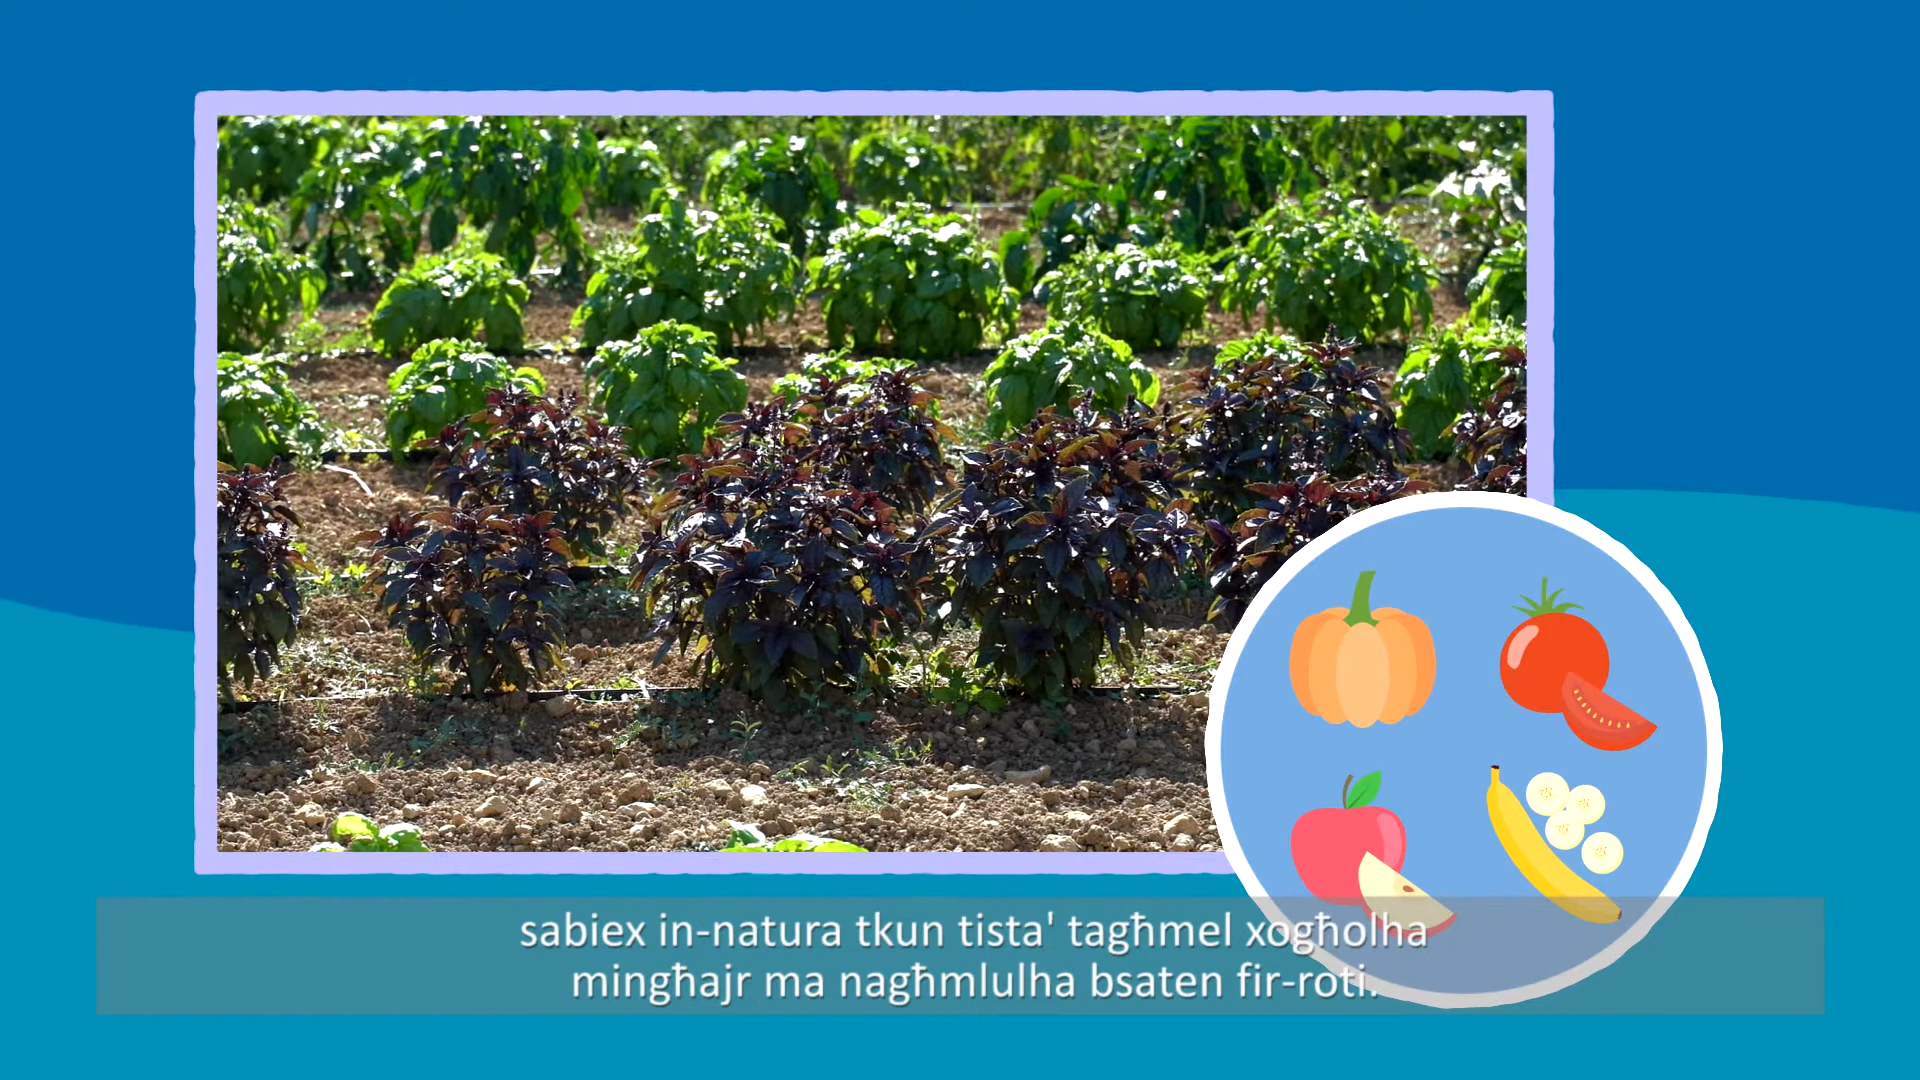 sabiex in-natura tkun tista' tagħmel xogħolha
mingħajr ma nagħmlulha bsaten fir-roti.